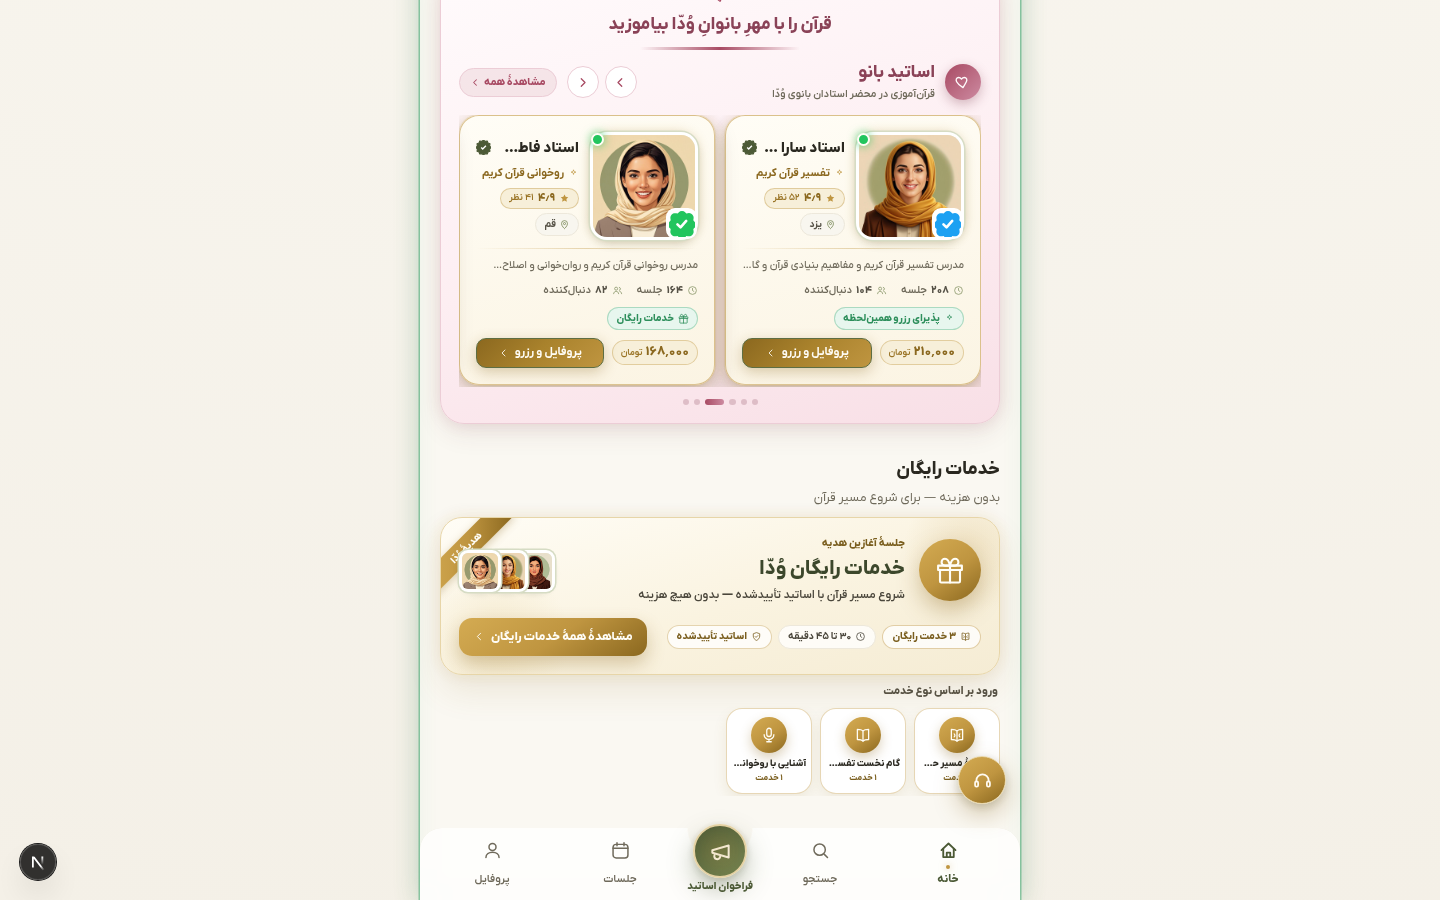 قرآن را با مهرِ بانوانِ وُدّا بیاموزید
اساتید بانو
قرآن‌آموزی در محضر استادان بانوی وُدّا
مشاهدهٔ همه
استاد سارا ...
تفسیر قرآن کریم
۴٫۹ ۵۲ نظر
یزد
مدرس تفسیر قرآن کریم و مفاهیم بنیادی قرآن و گا...
۲۰۸ جلسه
۱۰۴ دنبال‌کننده
پذیرای رزرو همین‌لحظه
۲۱۰٬۰۰۰ تومان
پروفایل و رزرو
استاد فاط...
روخوانی قرآن کریم
۴٫۹ ۴۱ نظر
قم
مدرس روخوانی قرآن کریم و روان‌خوانی و اصلاح...
۱۶۴ جلسه
۸۲ دنبال‌کننده
خدمات رایگان
۱۶۸٬۰۰۰ تومان
پروفایل و رزرو
خدمات رایگان
بدون هزینه — برای شروع مسیر قرآن
جلسهٔ آغازین هدیه
خدمات رایگان وُدّا
شروع مسیر قرآن با اساتید تأییدشده — بدون هیچ هزینه
۳ خدمت رایگان
۳۰ تا ۴۵ دقیقه
اساتید تأییدشده
مشاهدهٔ همهٔ خدمات رایگان
ورود بر اساس نوع خدمت
مسیر ح...
گام نخست تفس...
۱ خدمت
آشنایی با روخوان...
۱ خدمت
خانه
جستجو
فراخوان اساتید
جلسات
پروفایل
N